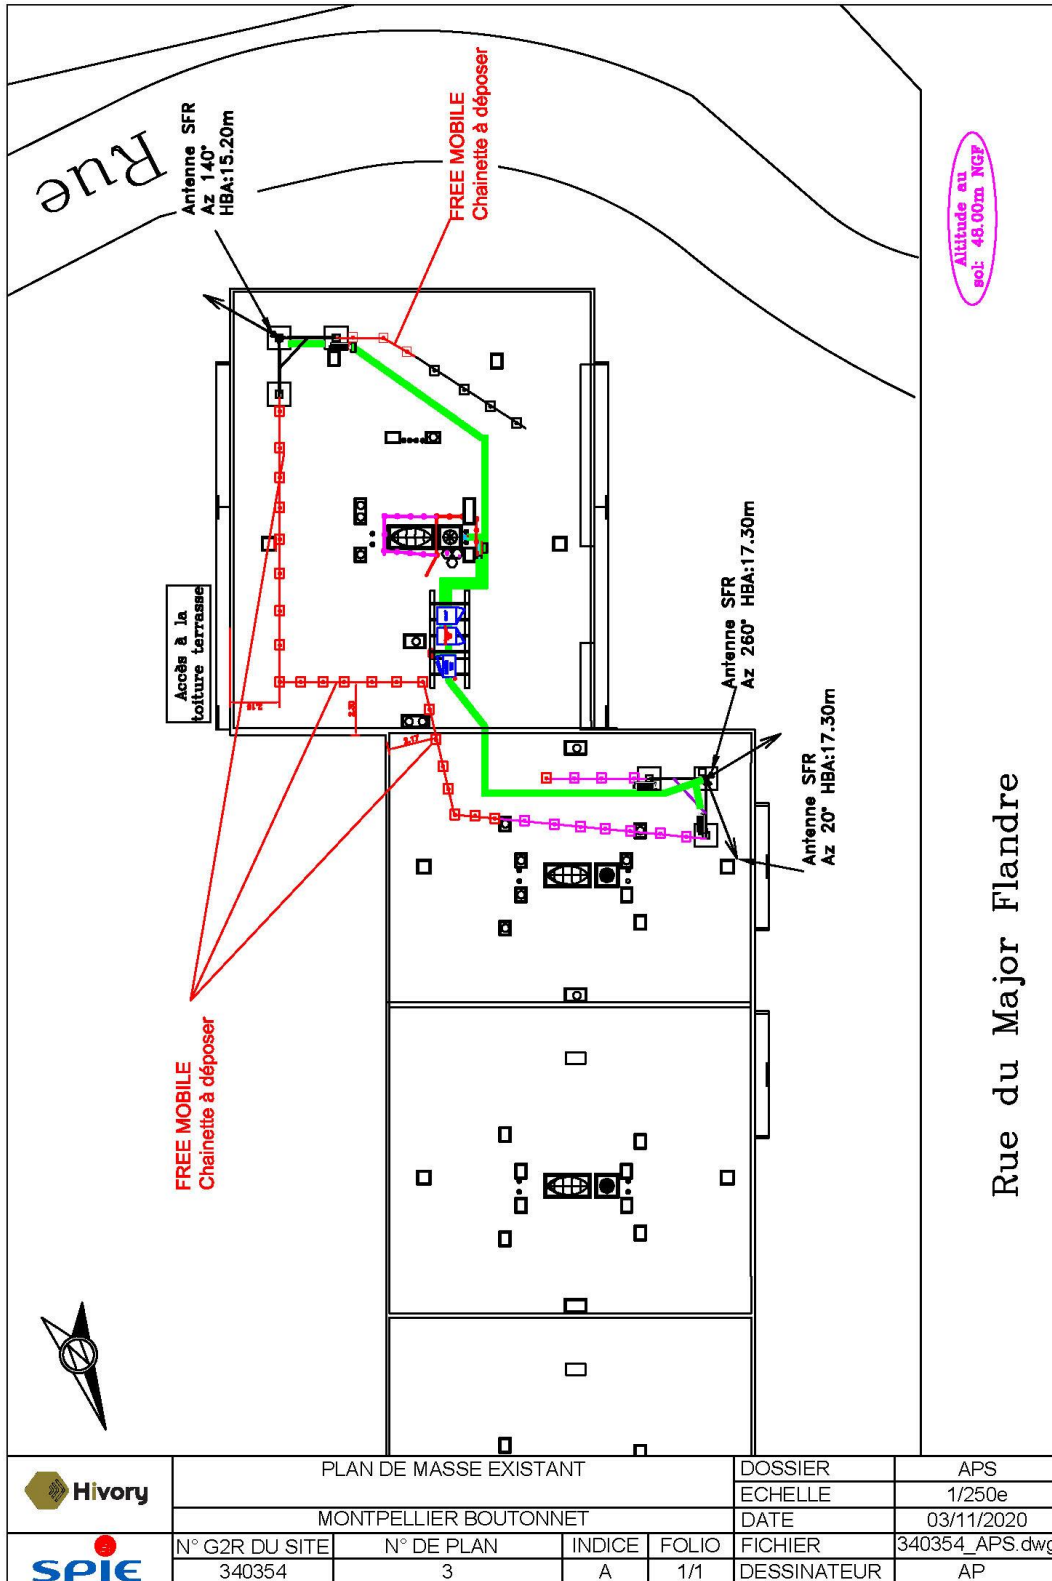 Rue
Antenne SFR
Az 140°
HBA:15.20m
FREE MOBILE
Chainette à déposer
Altitude au
sol: 48.00m NGF
Accès à la
toiture terrasse
2.17
Antenne SFR
Az 260° HBA:17.30m
Antenne SFR
Az 20° HBA:17.30m
FREE MOBILE
Chainette à déposer
Rue du Major Flandre
Hivory
PLAN DE MASSE EXISTANT
DOSSIER
APS
ECHELLE
1/250e
MONTPELLIER BOUTONNET
DATE
03/11/2020
SPIE
N° G2R DU SITE
N° DE PLAN
INDICE
FOLIO
FICHIER
340354_APS.dwg
340354
3
A
1/1
DESSINATEUR
AP